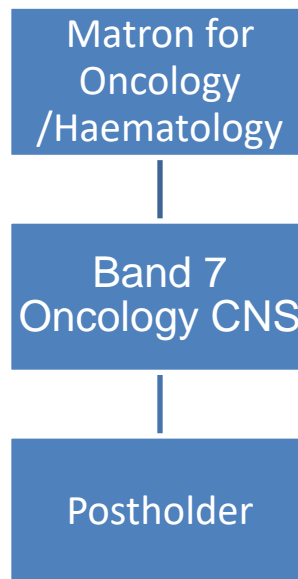 Matron for
Oncology
/Haematology
Band 7
Oncology CNS
Postholder